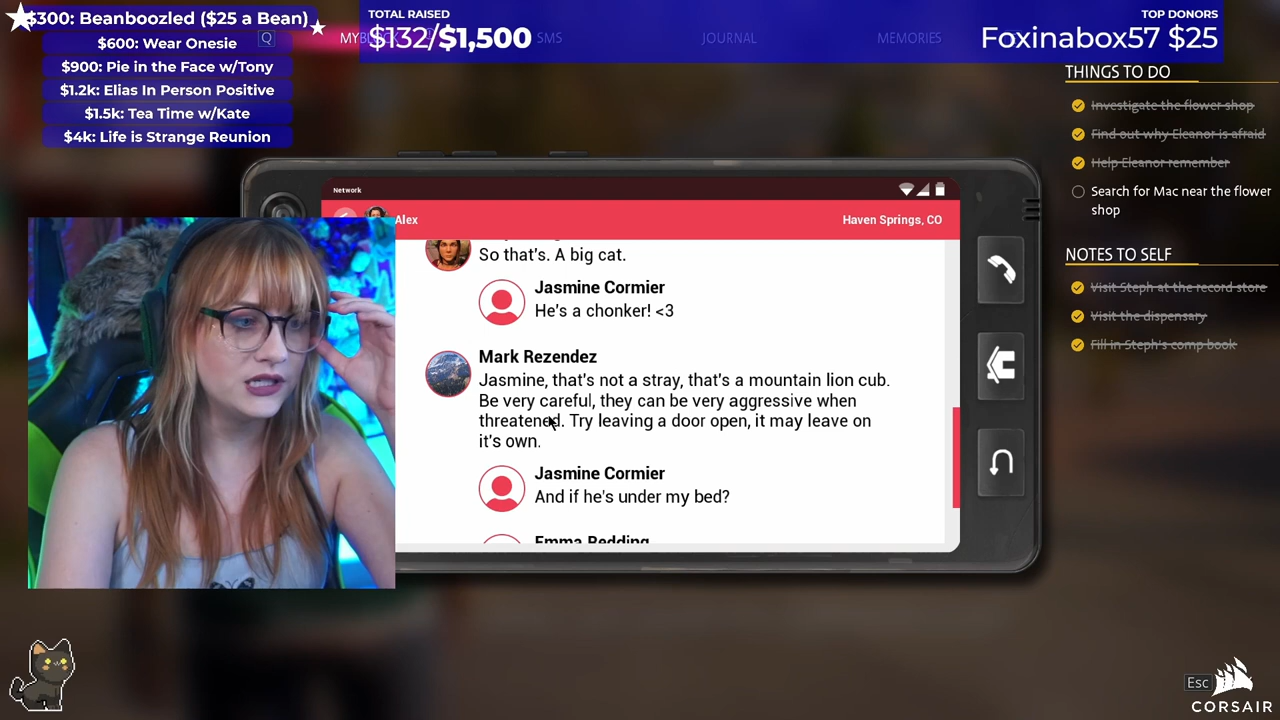 $300: Beanboozled ($25 a Bean)
$600: Wear Onesie
Q
$900: Pie in the Face w/Tony
$1.2k: Elias In Person Positive
$1.5k: Tea Time w/Kate
$4k: Life is Strange Reunion
TOTAL RAISED
$132/$1,500
MYBLOCK
SMS
JOURNAL
MEMORIES
TOP DONORS
Foxinabox57 $25
THINGS TO DO
Investigate the flower shop
Find out why Eleanor is afraid
Help Eleanor remember
Search for Mac near the flower
shop
NOTES TO SELF
Visit Steph at the record store
Visit the dispensary
Fill in Steph's comp book
Network
Alex
Haven Springs, CO
So that's. A big cat.
Jasmine Cormier
He's a chonker! <3
Mark Rezendez
Jasmine, that's not a stray, that's a mountain lion cub.
Be very careful, they can be very aggressive when
threatened. Try leaving a door open, it may leave on
it's own.
Jasmine Cormier
And if he's under my bed?
Emma Redding
Esc
CORSAIR